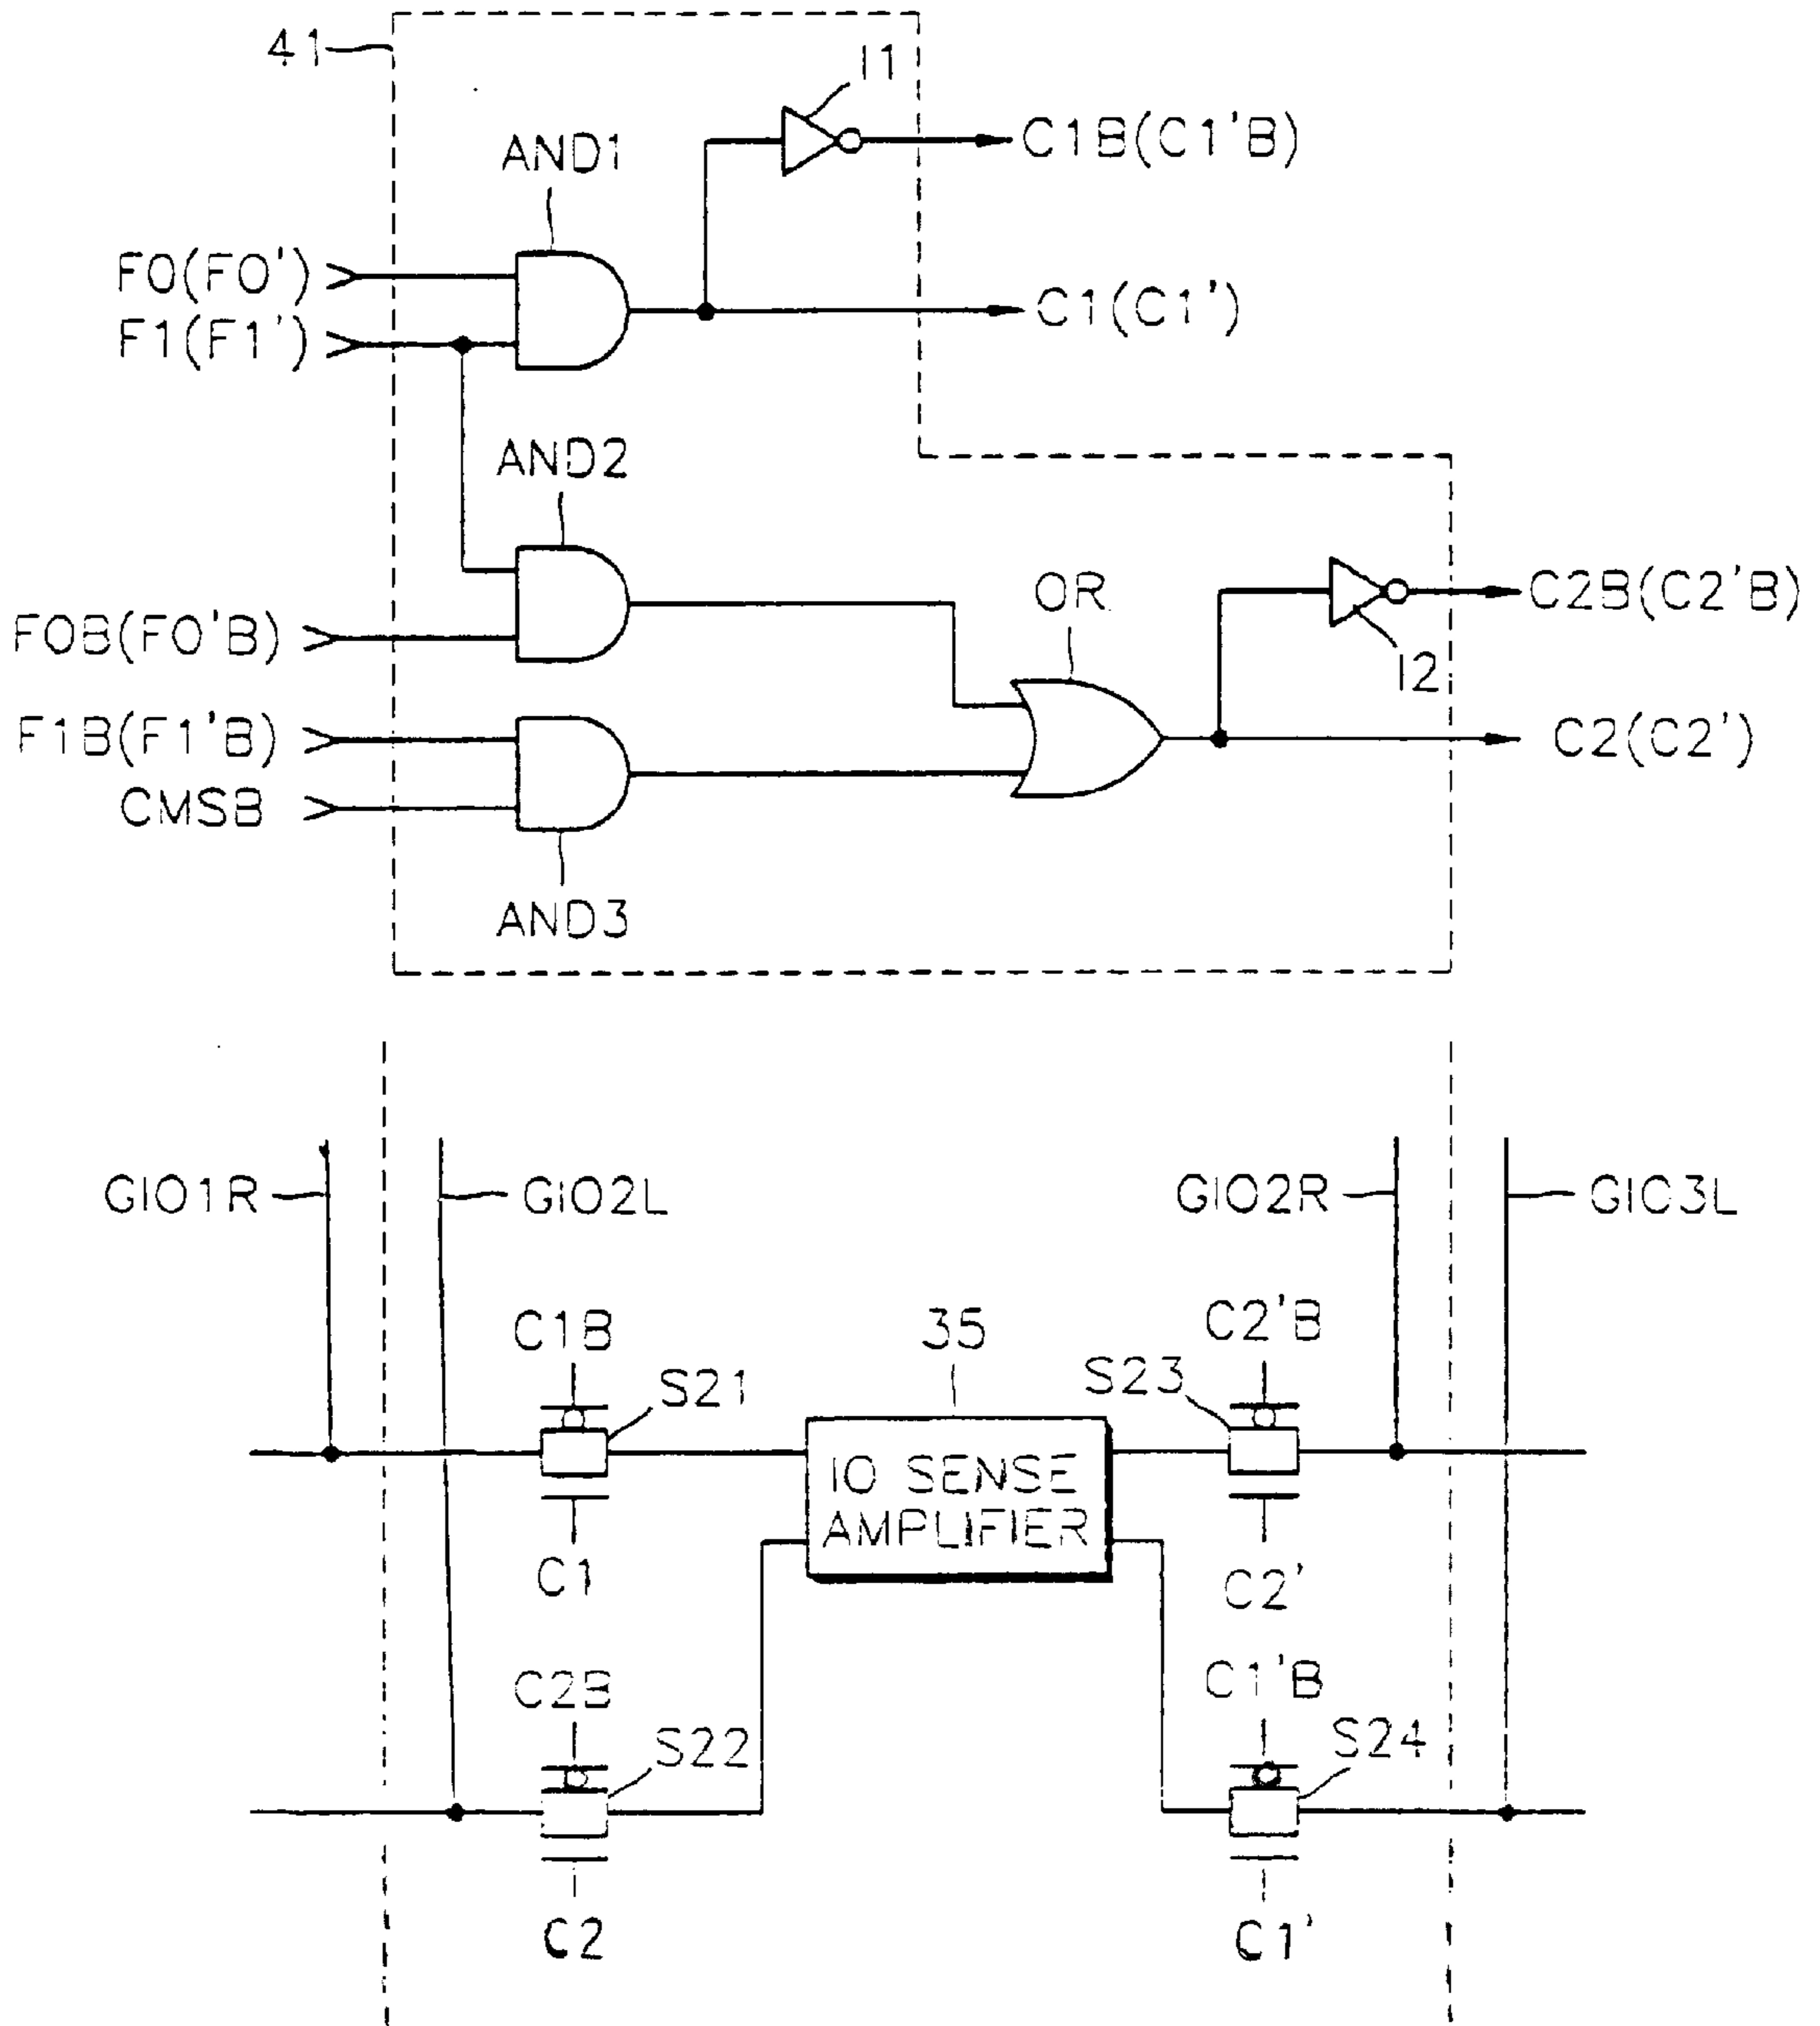 41
I1
C1B(C1'B)
AND1
F0(F0')
C1(C1')
F1(F1')
AND2
OR
C2B(C2'B)
F0B(F0'B)
I2
F1B(F1'B)
C2(C2')
CMSB
AND3
GIO1R
GIO2L
GIO2R
GIO3L
C1B
35
C2'B
S21
S23
IO SENSE
AMPLIFIER
C1
C2'
C2B
C1'B
S22
S24
C2
C1'